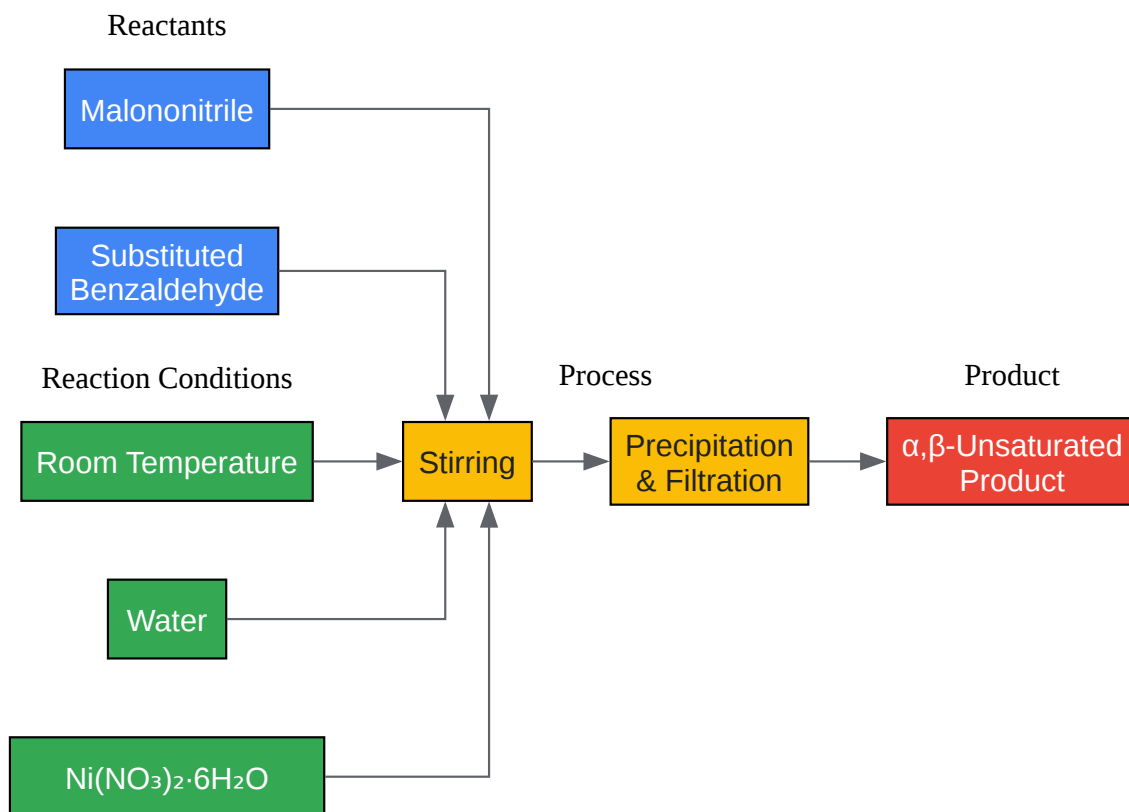 Reactants
Malononitrile
Substituted
Benzaldehyde
Reaction Conditions
Process
Product
Room Temperature
Stirring
Precipitation
& Filtration
α,β-Unsaturated
Product
Water
Ni(NO₃)₂·6H₂O